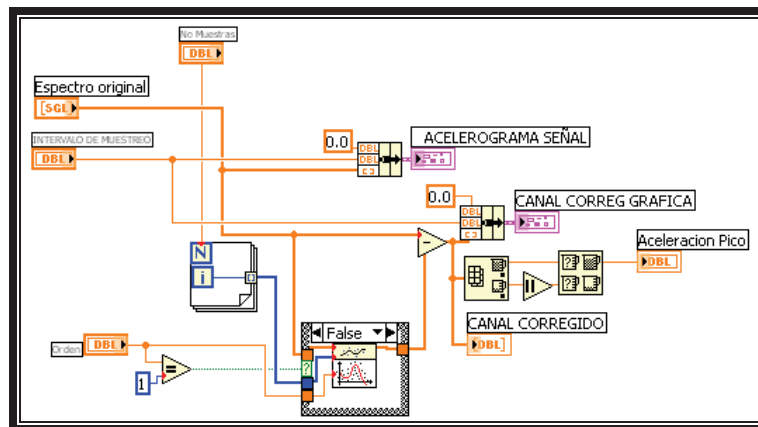 No Muestras
DBL
Espectro original
[SGL
INTERVALO DE MUESTREO
DBL
0.0
DBL
DBL
ACELEROGRAMA SEÑAL
0.0
DBL
DBL
CANAL CORREG GRAFICA
Aceleracion Pico
DBL
N
i
CANAL CORREGIDO
DBL]
False
Orden
DBL
=
1
?
-